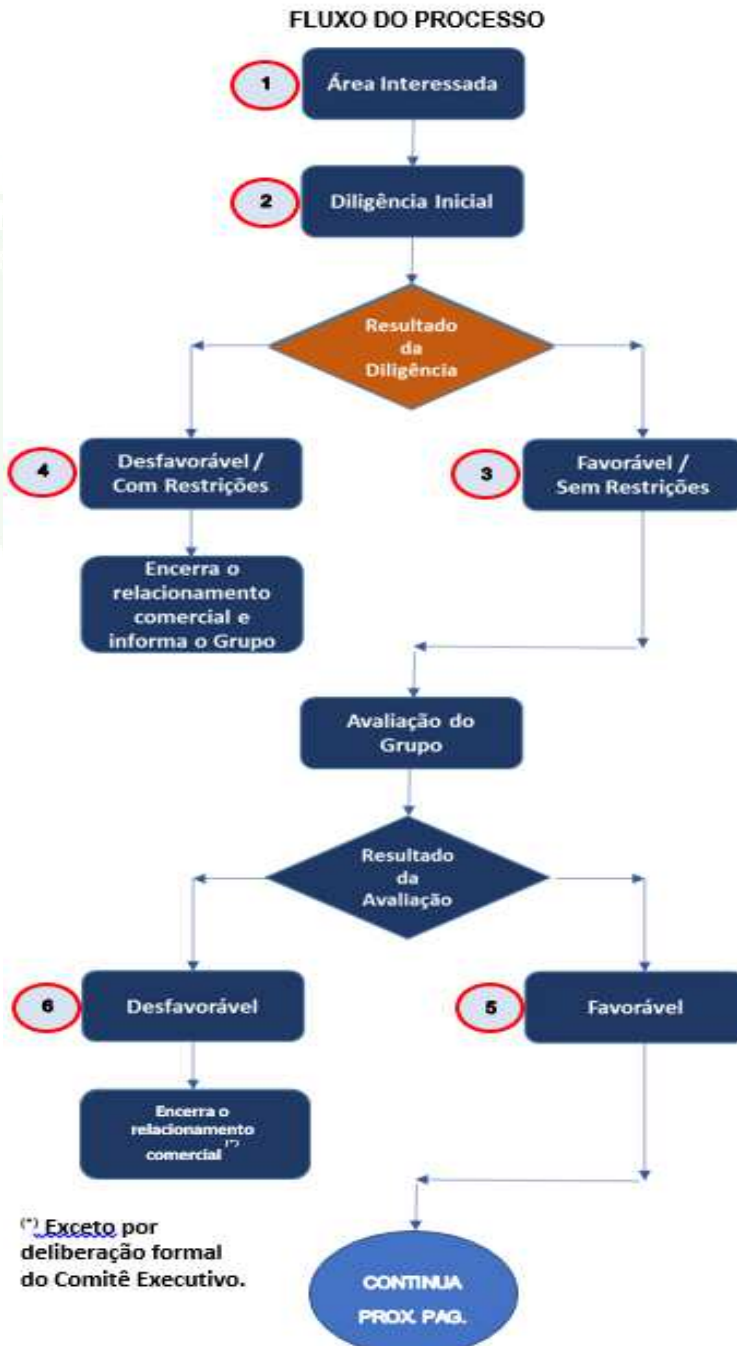 FLUXO DO PROCESSO
1
Área Interessada
2
Diligência Inicial
Resultado
da
Diligência
4
Desfavorável /
Com Restrições
3
Favorável /
Sem Restrições
Encerra o
relacionamento
comercial e
informa o Grupo
Avaliação do
Grupo
Resultado
da
Avaliação
6
Desfavorável
5
Favorável
Encerra o
relacionamento
comercial (*)
(*) Exceto por
deliberação formal
do Comitê Executivo.
CONTINUA
PROX. PAG.